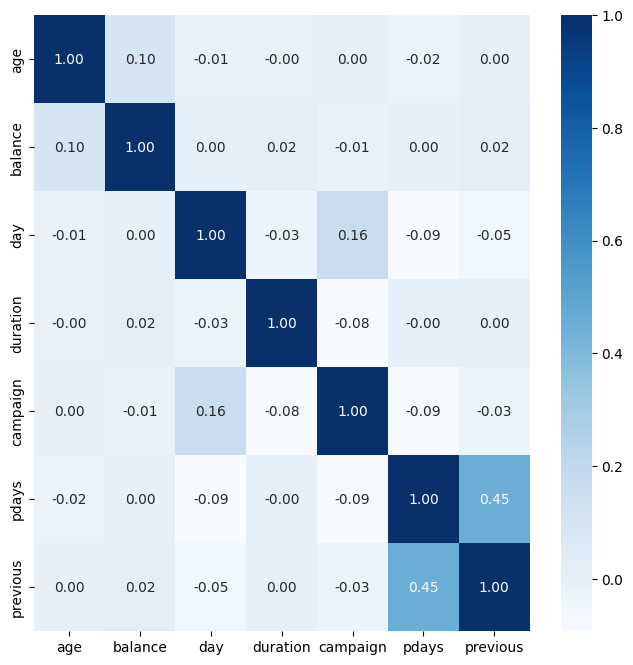 age 1.00 0.10 -0.01 -0.00 0.00 -0.02 0.00
balance 0.10 1.00 0.00 0.02 -0.01 0.00 0.02
day -0.01 0.00 1.00 -0.03 0.16 -0.09 -0.05
duration -0.00 0.02 -0.03 1.00 -0.08 -0.00 0.00
campaign 0.00 -0.01 0.16 -0.08 1.00 -0.09 -0.03
pdays -0.02 0.00 -0.09 -0.00 -0.09 1.00 0.45
previous 0.00 0.02 -0.05 0.00 -0.03 0.45 1.00
age balance day duration campaign pdays previous
1.0
0.8
0.6
0.4
0.2
0.0